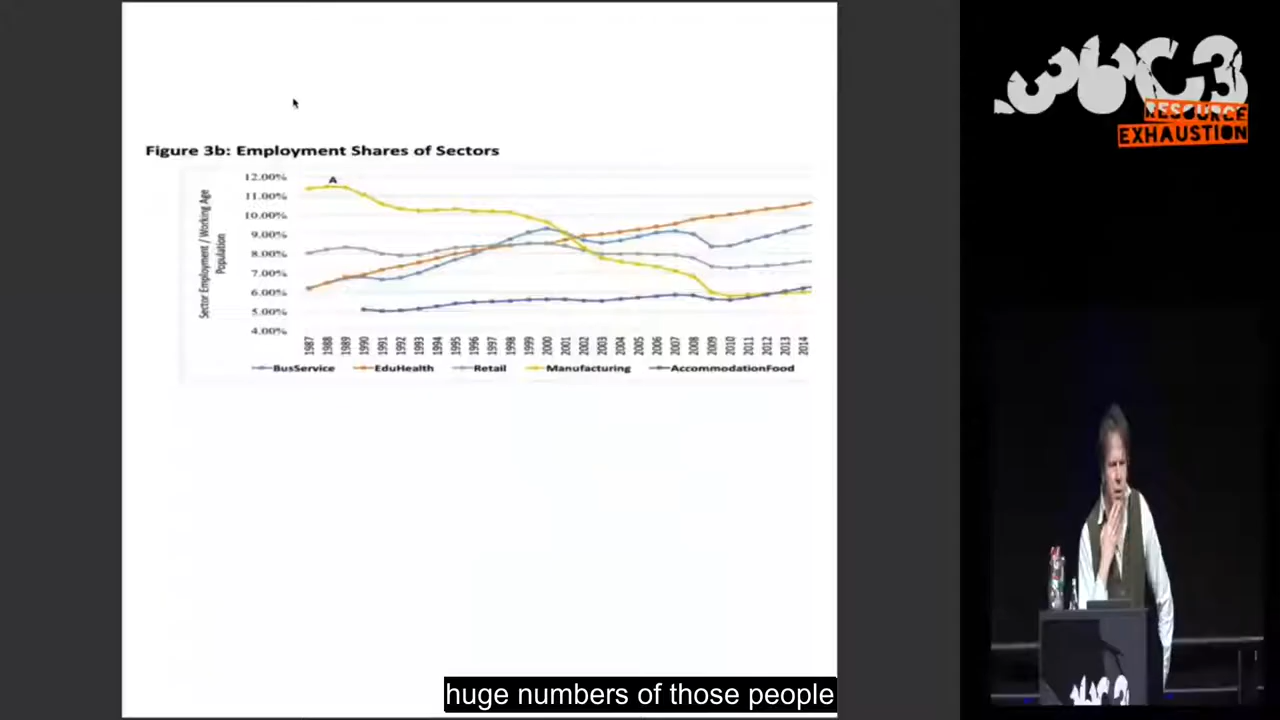 36C3
RESOURCE
EXHAUSTION
Figure 3b: Employment Shares of Sectors
A
Sector Employment / Working Age
Population
12.00%
11.00%
10.00%
9.00%
8.00%
7.00%
6.00%
5.00%
4.00%
1987 1988 1989 1990 1991 1992 1993 1994 1995 1996 1997 1998 1999 2000 2001 2002 2003 2004 2005 2006 2007 2008 2009 2010 2011 2012 2013 2014
BusService EduHealth Retail Manufacturing AccommodationFood
36C3
huge numbers of those people